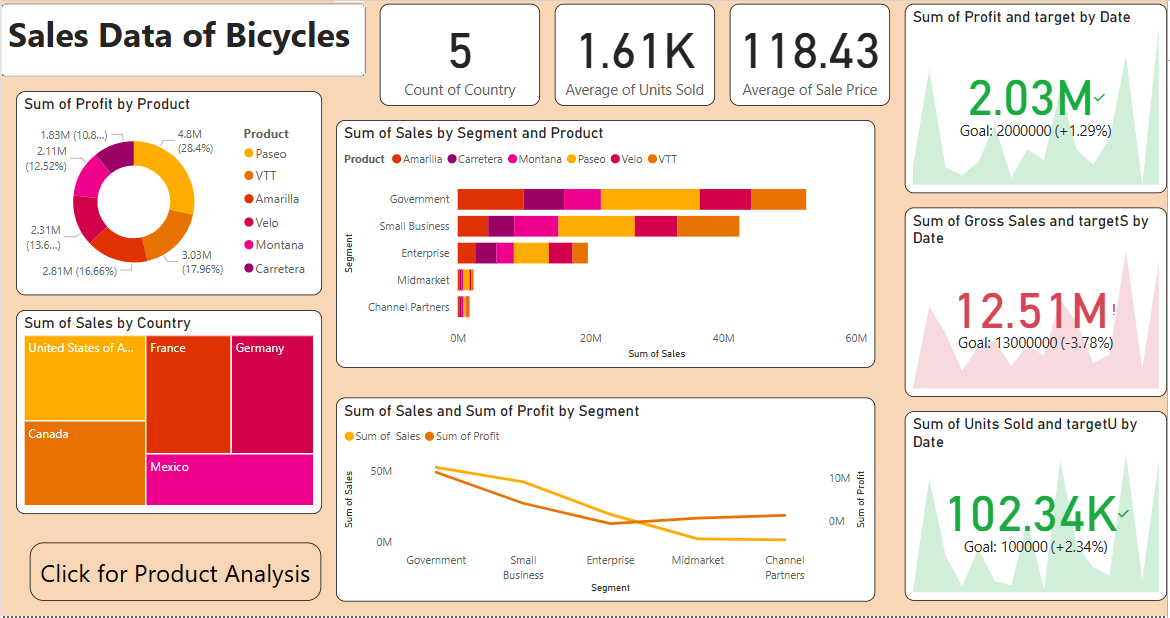 Sales Data of Bicycles
5
Count of Country
1.61K
Average of Units Sold
118.43
Average of Sale Price
Sum of Profit and target by Date
2.03M
Goal: 2000000 (+1.29%)
Sum of Profit by Product
1.83M (10.8...)
2.11M
(12.52%)
2.31M
(13.6...)
2.81M (16.66%)
3.03M
(17.96%)
4.8M
(28.4%)
Product
Paseo
VTT
Amarilla
Velo
Montana
Carretera
Sum of Sales by Segment and Product
Product Amarilla Carretera Montana Paseo Velo VTT
Segment
Government
Small Business
Enterprise
Midmarket
Channel Partners
0M 20M 40M 60M
Sum of Sales
Sum of Gross Sales and targetS by
Date
12.51M!
Goal: 13000000 (-3.78%)
Sum of Sales by Country
United States of A...
France
Germany
Canada
Mexico
Sum of Sales and Sum of Profit by Segment
Sum of Sales Sum of Profit
Sum of Sales
50M
0M
10M
0M
Sum of Profit
Government
Small
Business
Enterprise
Midmarket
Channel
Partners
Segment
Sum of Units Sold and targetU by
Date
102.34K
Goal: 100000 (+2.34%)
Click for Product Analysis